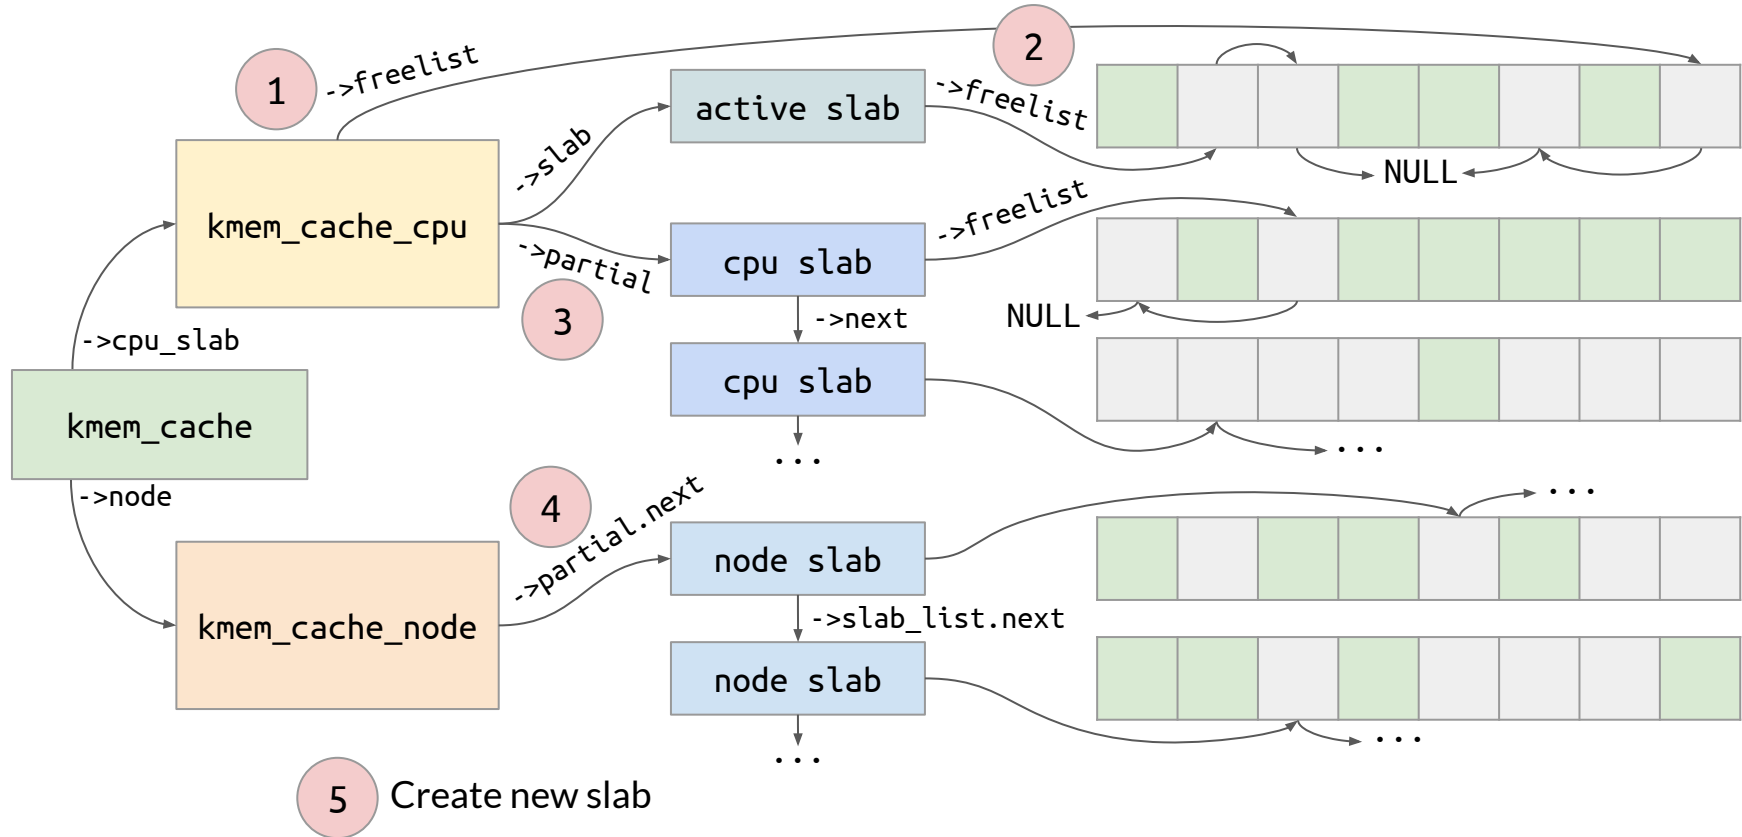 1
->freelist
2
active slab
->freelist
->slab
NULL
kmem_cache_cpu
->partial
cpu slab
->freelist
3
->next
NULL
->cpu_slab
cpu slab
kmem_cache
...
...
->node
4
->partial.next
...
node slab
kmem_cache_node
->slab_list.next
node slab
...
...
5
Create new slab